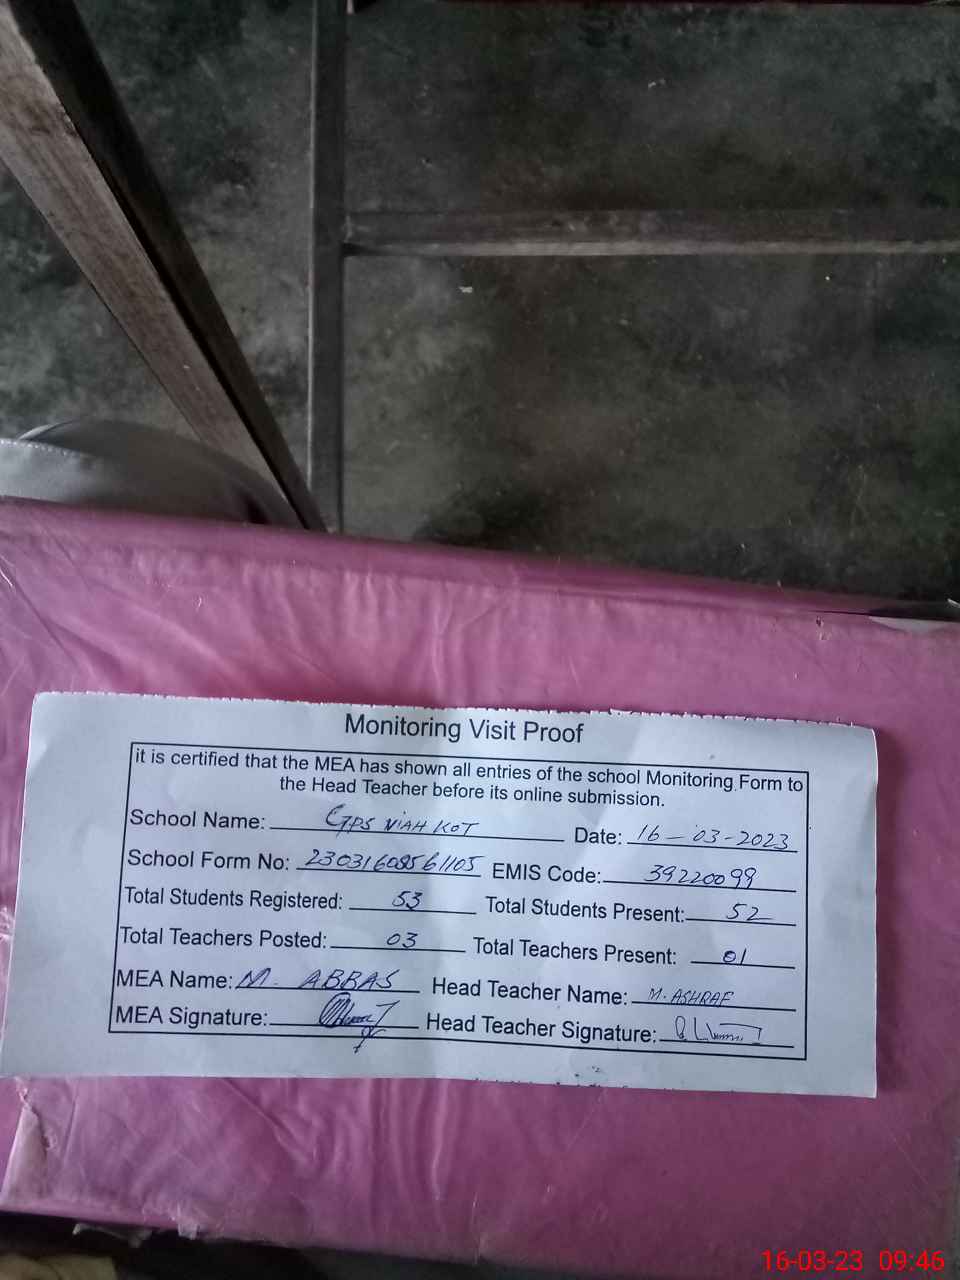 Monitoring Visit Proof
it is certified that the MEA has shown all entries of the school Monitoring Form to
the Head Teacher before its online submission.
School Name: GPS VIAH KOT Date: 16-03-2023
School Form No: EMIS Code: 39220099
Total Students Registered: 53 Total Students Present: 52
Total Teachers Posted: 03 Total Teachers Present: 01
MEA Name: M. ABBAS Head Teacher Name: M. ASHRAF
MEA Signature: Head Teacher Signature:
16-03-23 09:46